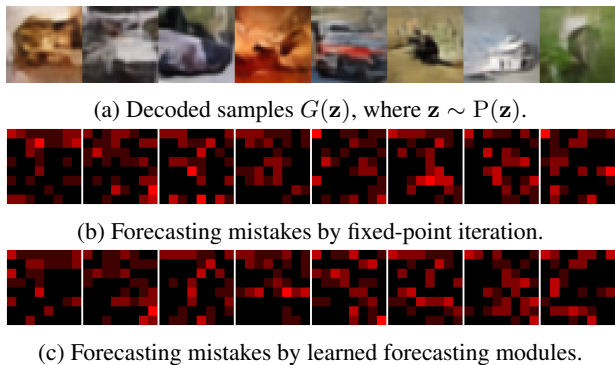 (a) Decoded samples G(z), where z ∼ P(z).
(b) Forecasting mistakes by fixed-point iteration.
(c) Forecasting mistakes by learned forecasting modules.